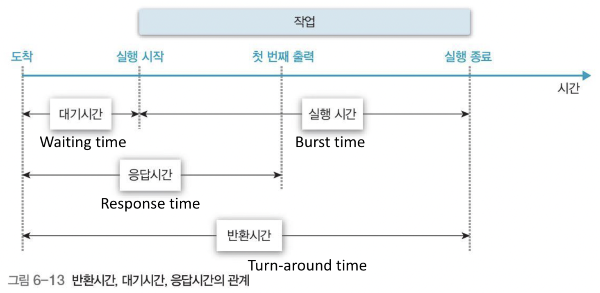 작업
도착 실행 시작 첫 번째 출력 실행 종료
시간
대기시간 실행 시간
Waiting time Burst time
응답시간
Response time
반환시간
Turn-around time
그림 6-13 반환시간, 대기시간, 응답시간의 관계